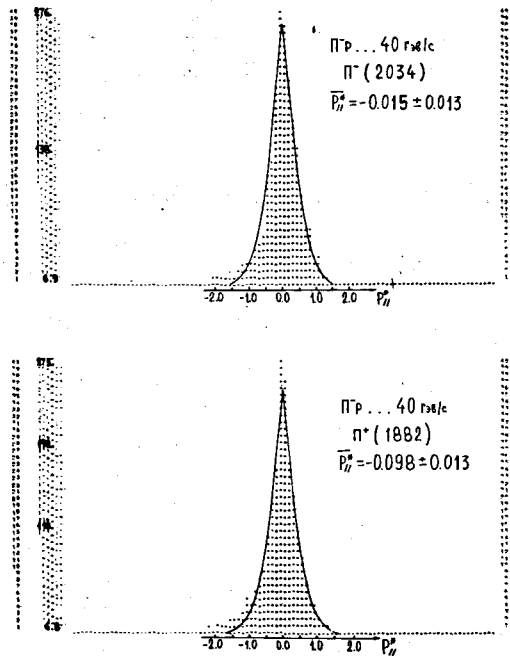 π⁻p ... 40 гэв/с
π⁻ (2034)
P̅*∥ = -0.015 ± 0.013
-2.0 -1.0 0.0 1.0 2.0 P*∥
π⁻p ... 40 гэв/с
π⁺ (1882)
P̅*∥ = -0.098 ± 0.013
-2.0 -1.0 0.0 1.0 2.0 P*∥